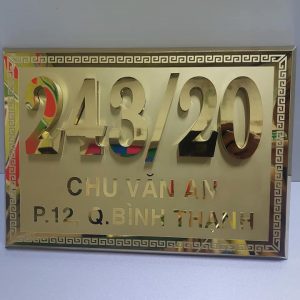 243/20
CHU VĂN AN
P.12 Q.BÌNH THẠNH